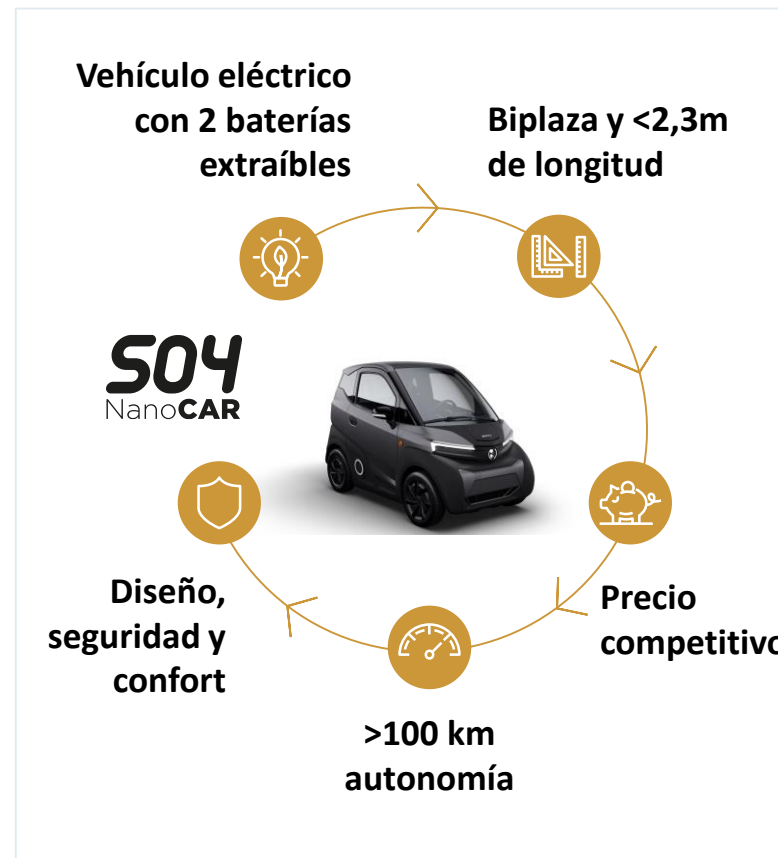 Vehículo eléctrico
con 2 baterías
extraíbles
Biplaza y <2,3m
de longitud
S04
NanoCAR
Precio
competitivo
>100 km
autonomía
Diseño,
seguridad y
confort